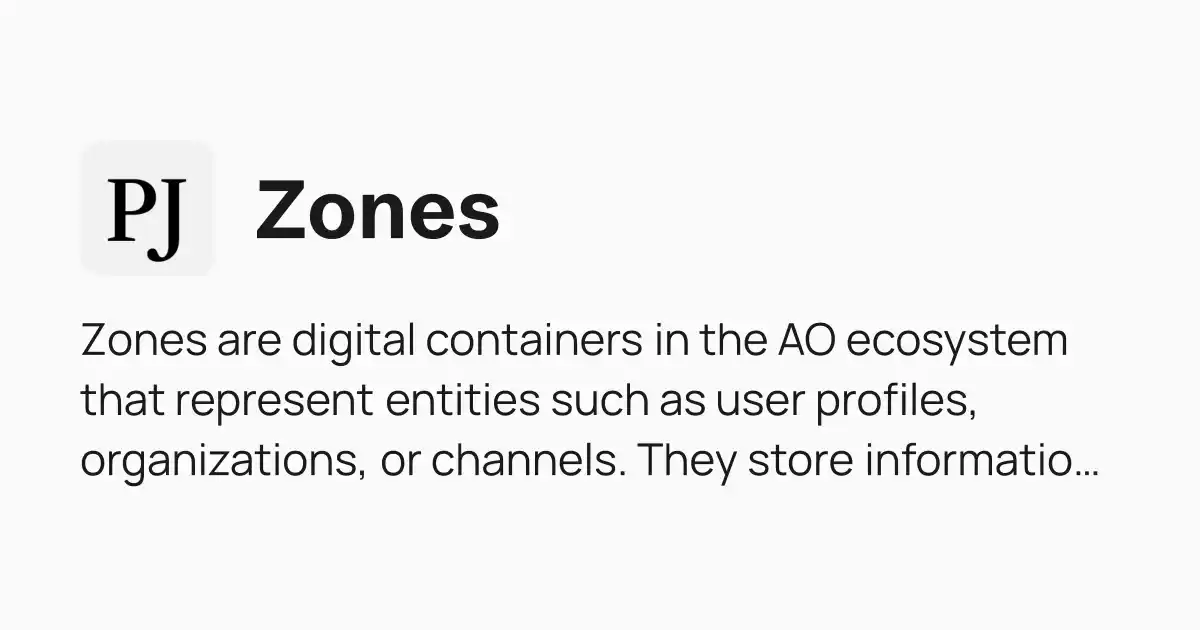 PJ Zones
Zones are digital containers in the AO ecosystem
that represent entities such as user profiles,
organizations, or channels. They store informatio…